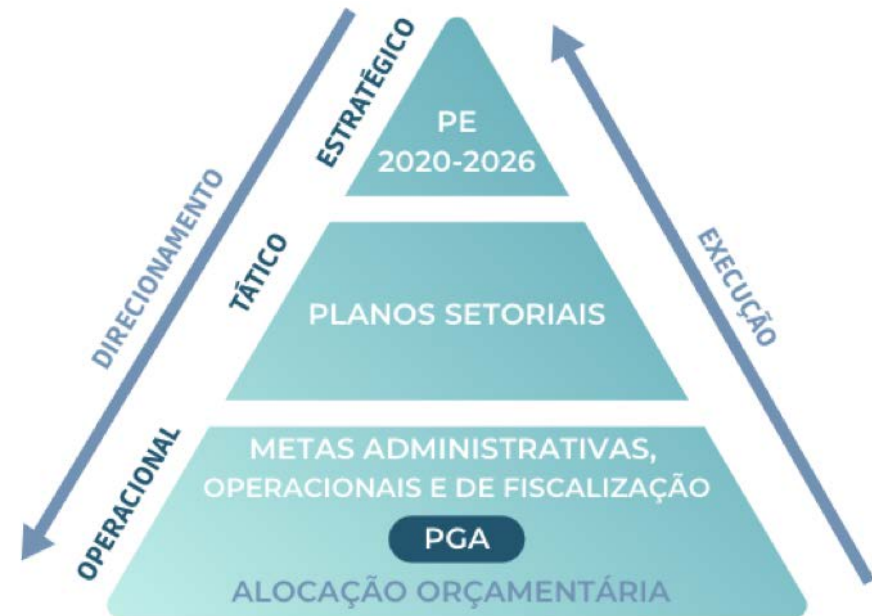 ESTRATÉGICO
PE
2020-2026
DIRECIONAMENTO
TÁTICO
PLANOS SETORIAIS
EXECUÇÃO
OPERACIONAL
METAS ADMINISTRATIVAS,
OPERACIONAIS E DE FISCALIZAÇÃO
PGA
ALOCAÇÃO ORÇAMENTÁRIA